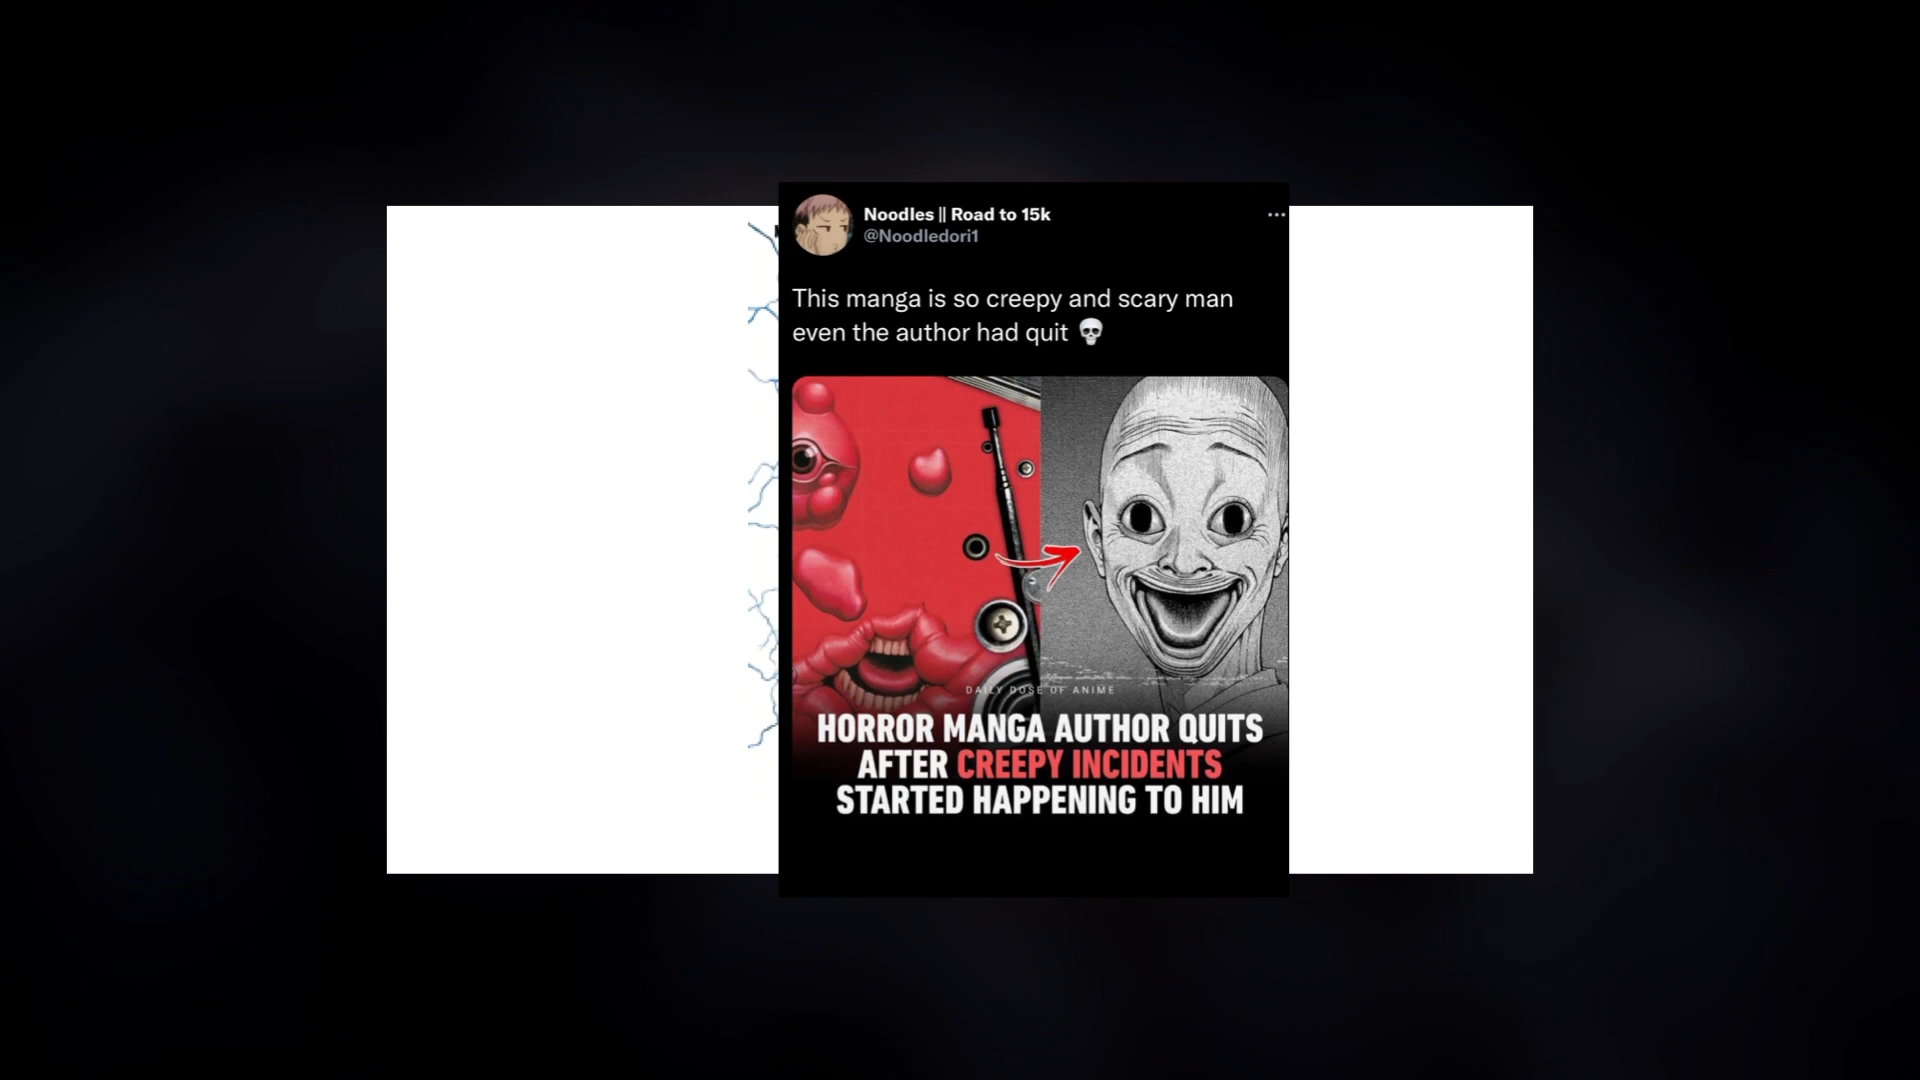 Noodles || Road to 15k
@Noodledori1
This manga is so creepy and scary man
even the author had quit 💀
DAILY DOSE OF ANIME
HORROR MANGA AUTHOR QUITS
AFTER CREEPY INCIDENTS
STARTED HAPPENING TO HIM